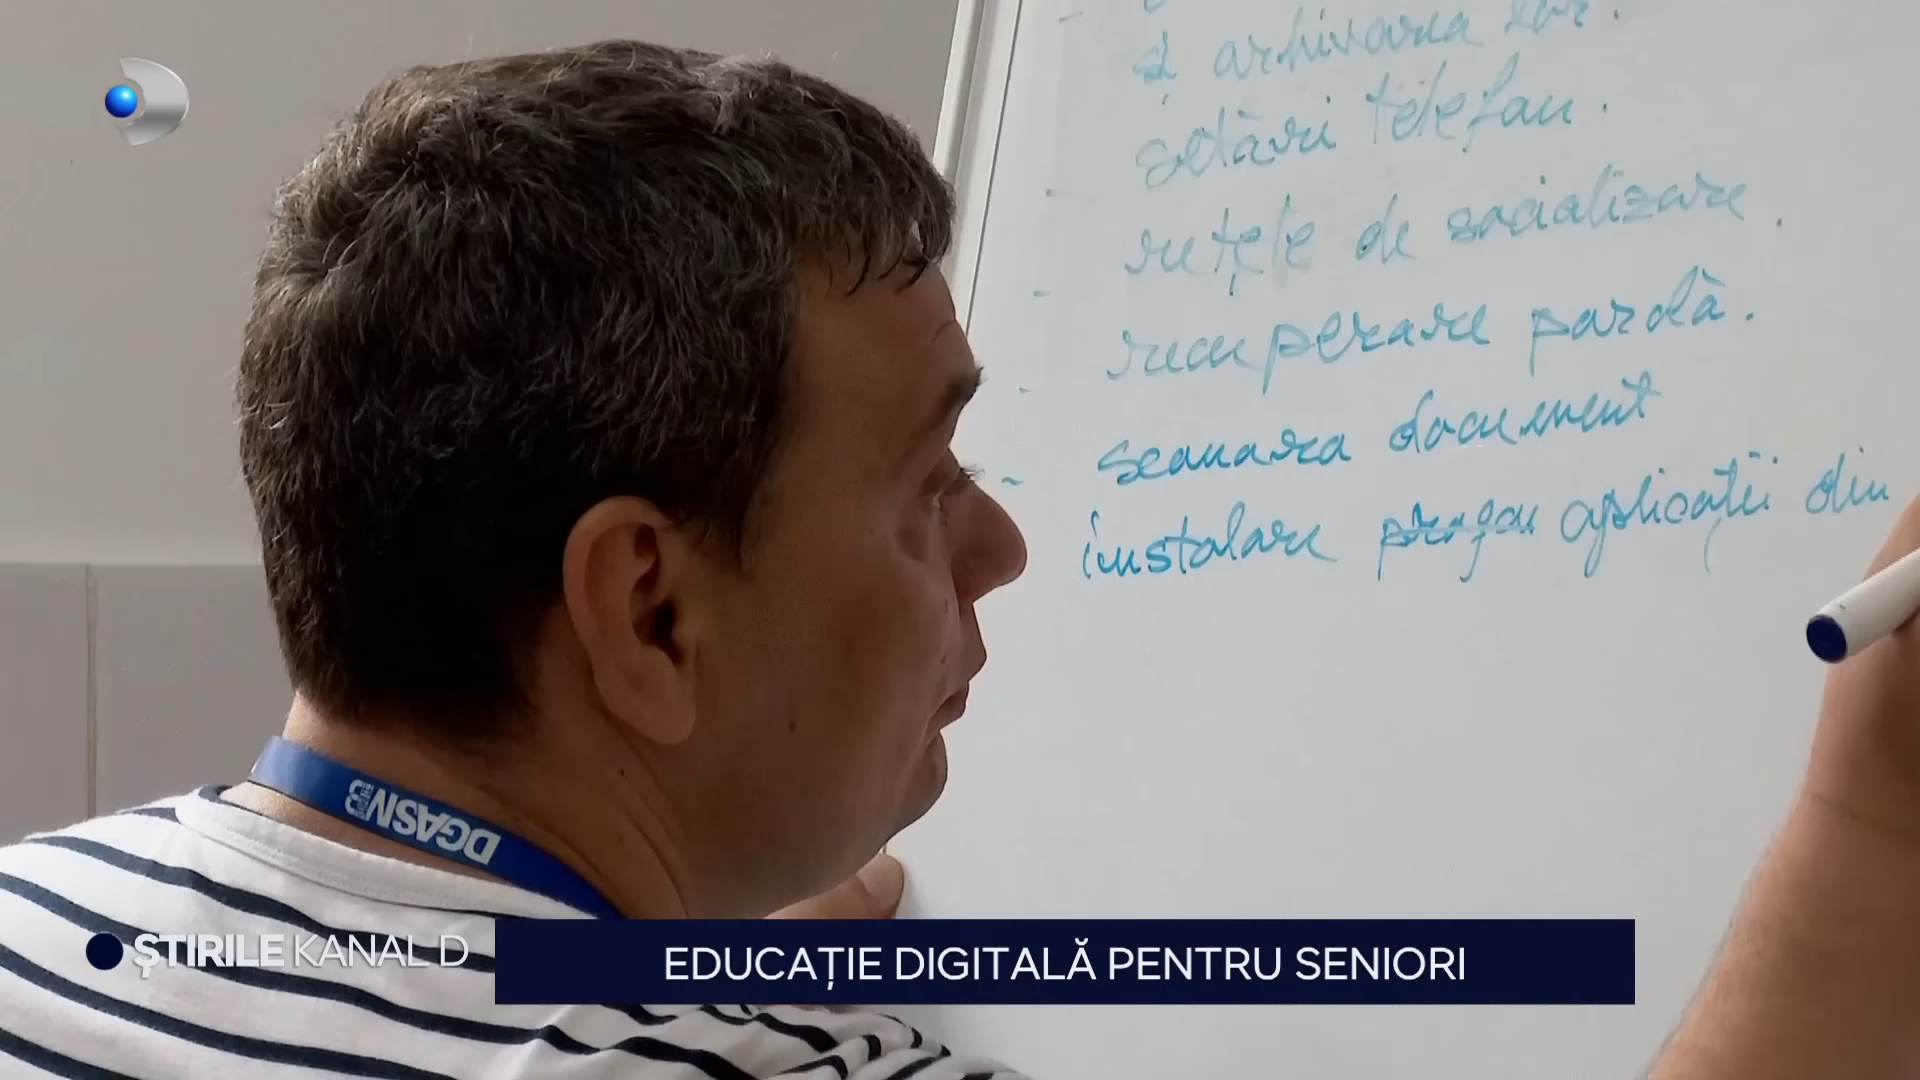 și arhivarea lor.
setări telefon.
rețele de socializare.
recuperare parolă.
scanarea document
instalare aplicații din
DGASMB
ȘTIRILE KANAL D
EDUCAȚIE DIGITALĂ PENTRU SENIORI